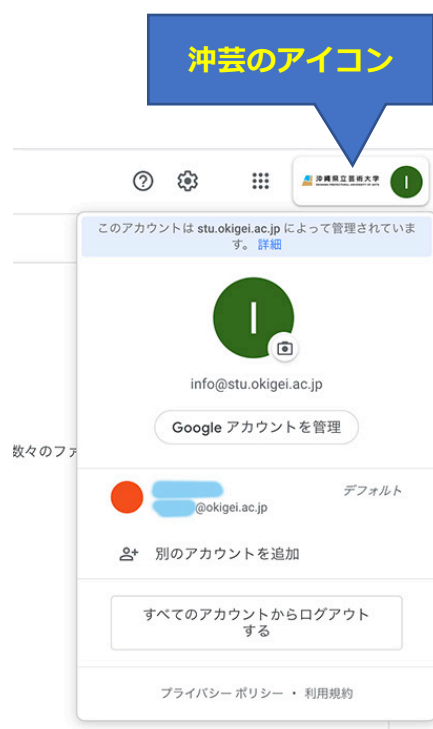 沖芸のアイコン
沖縄県立芸術大学
I
このアカウントは stu.okigei.ac.jp によって管理されていま
す。 詳細
I
info@stu.okigei.ac.jp
Google アカウントを管理
数々のファ
デフォルト
@okigei.ac.jp
別のアカウントを追加
すべてのアカウントからログアウト
する
プライバシー ポリシー ・ 利用規約